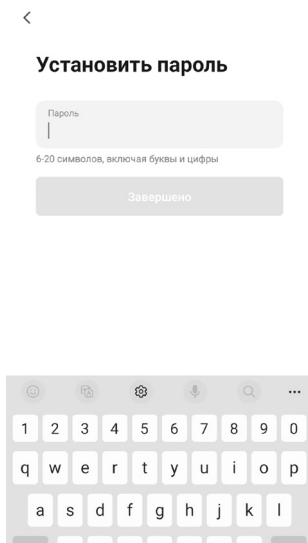 Установить пароль
Пароль
6-20 символов, включая буквы и цифры
Завершено
1 2 3 4 5 6 7 8 9 0
q w e r t y u i o p
a s d f g h j k l